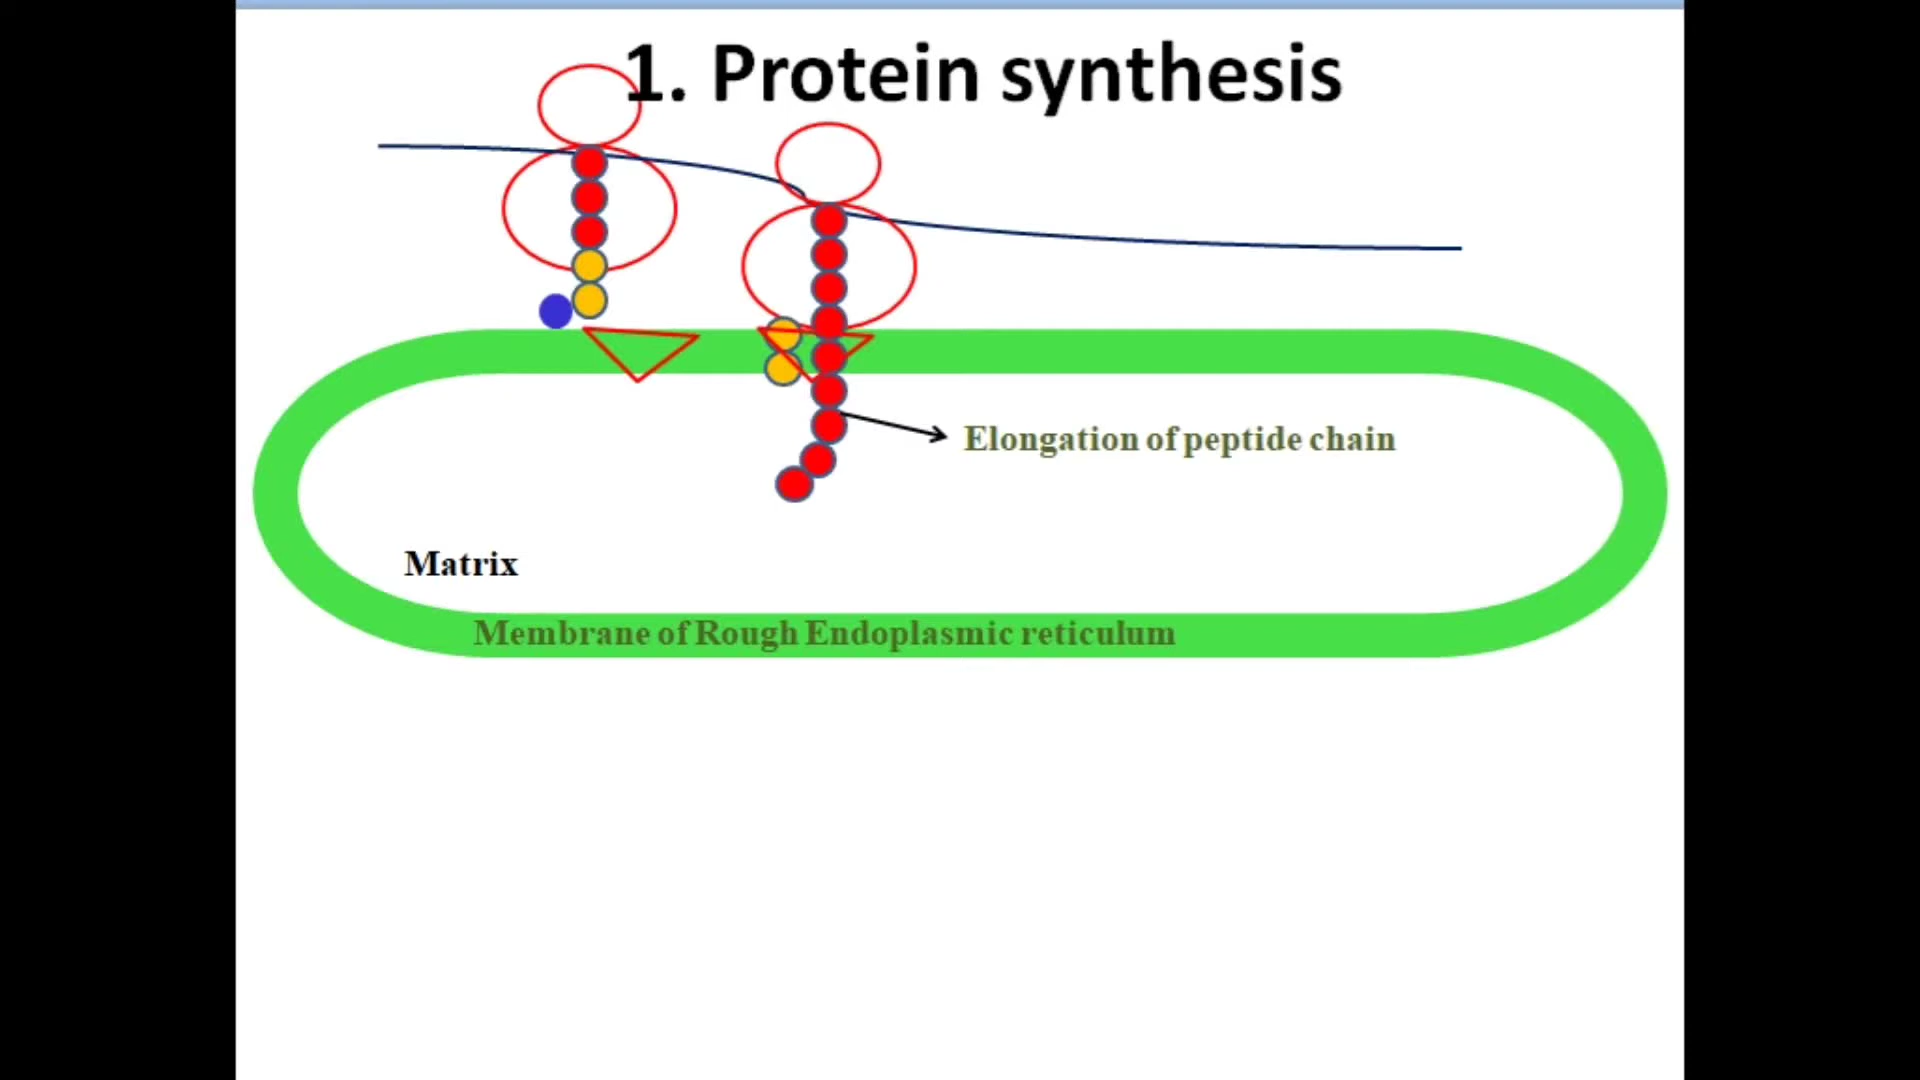 1. Protein synthesis
Elongation of peptide chain
Matrix
Membrane of Rough Endoplasmic reticulum